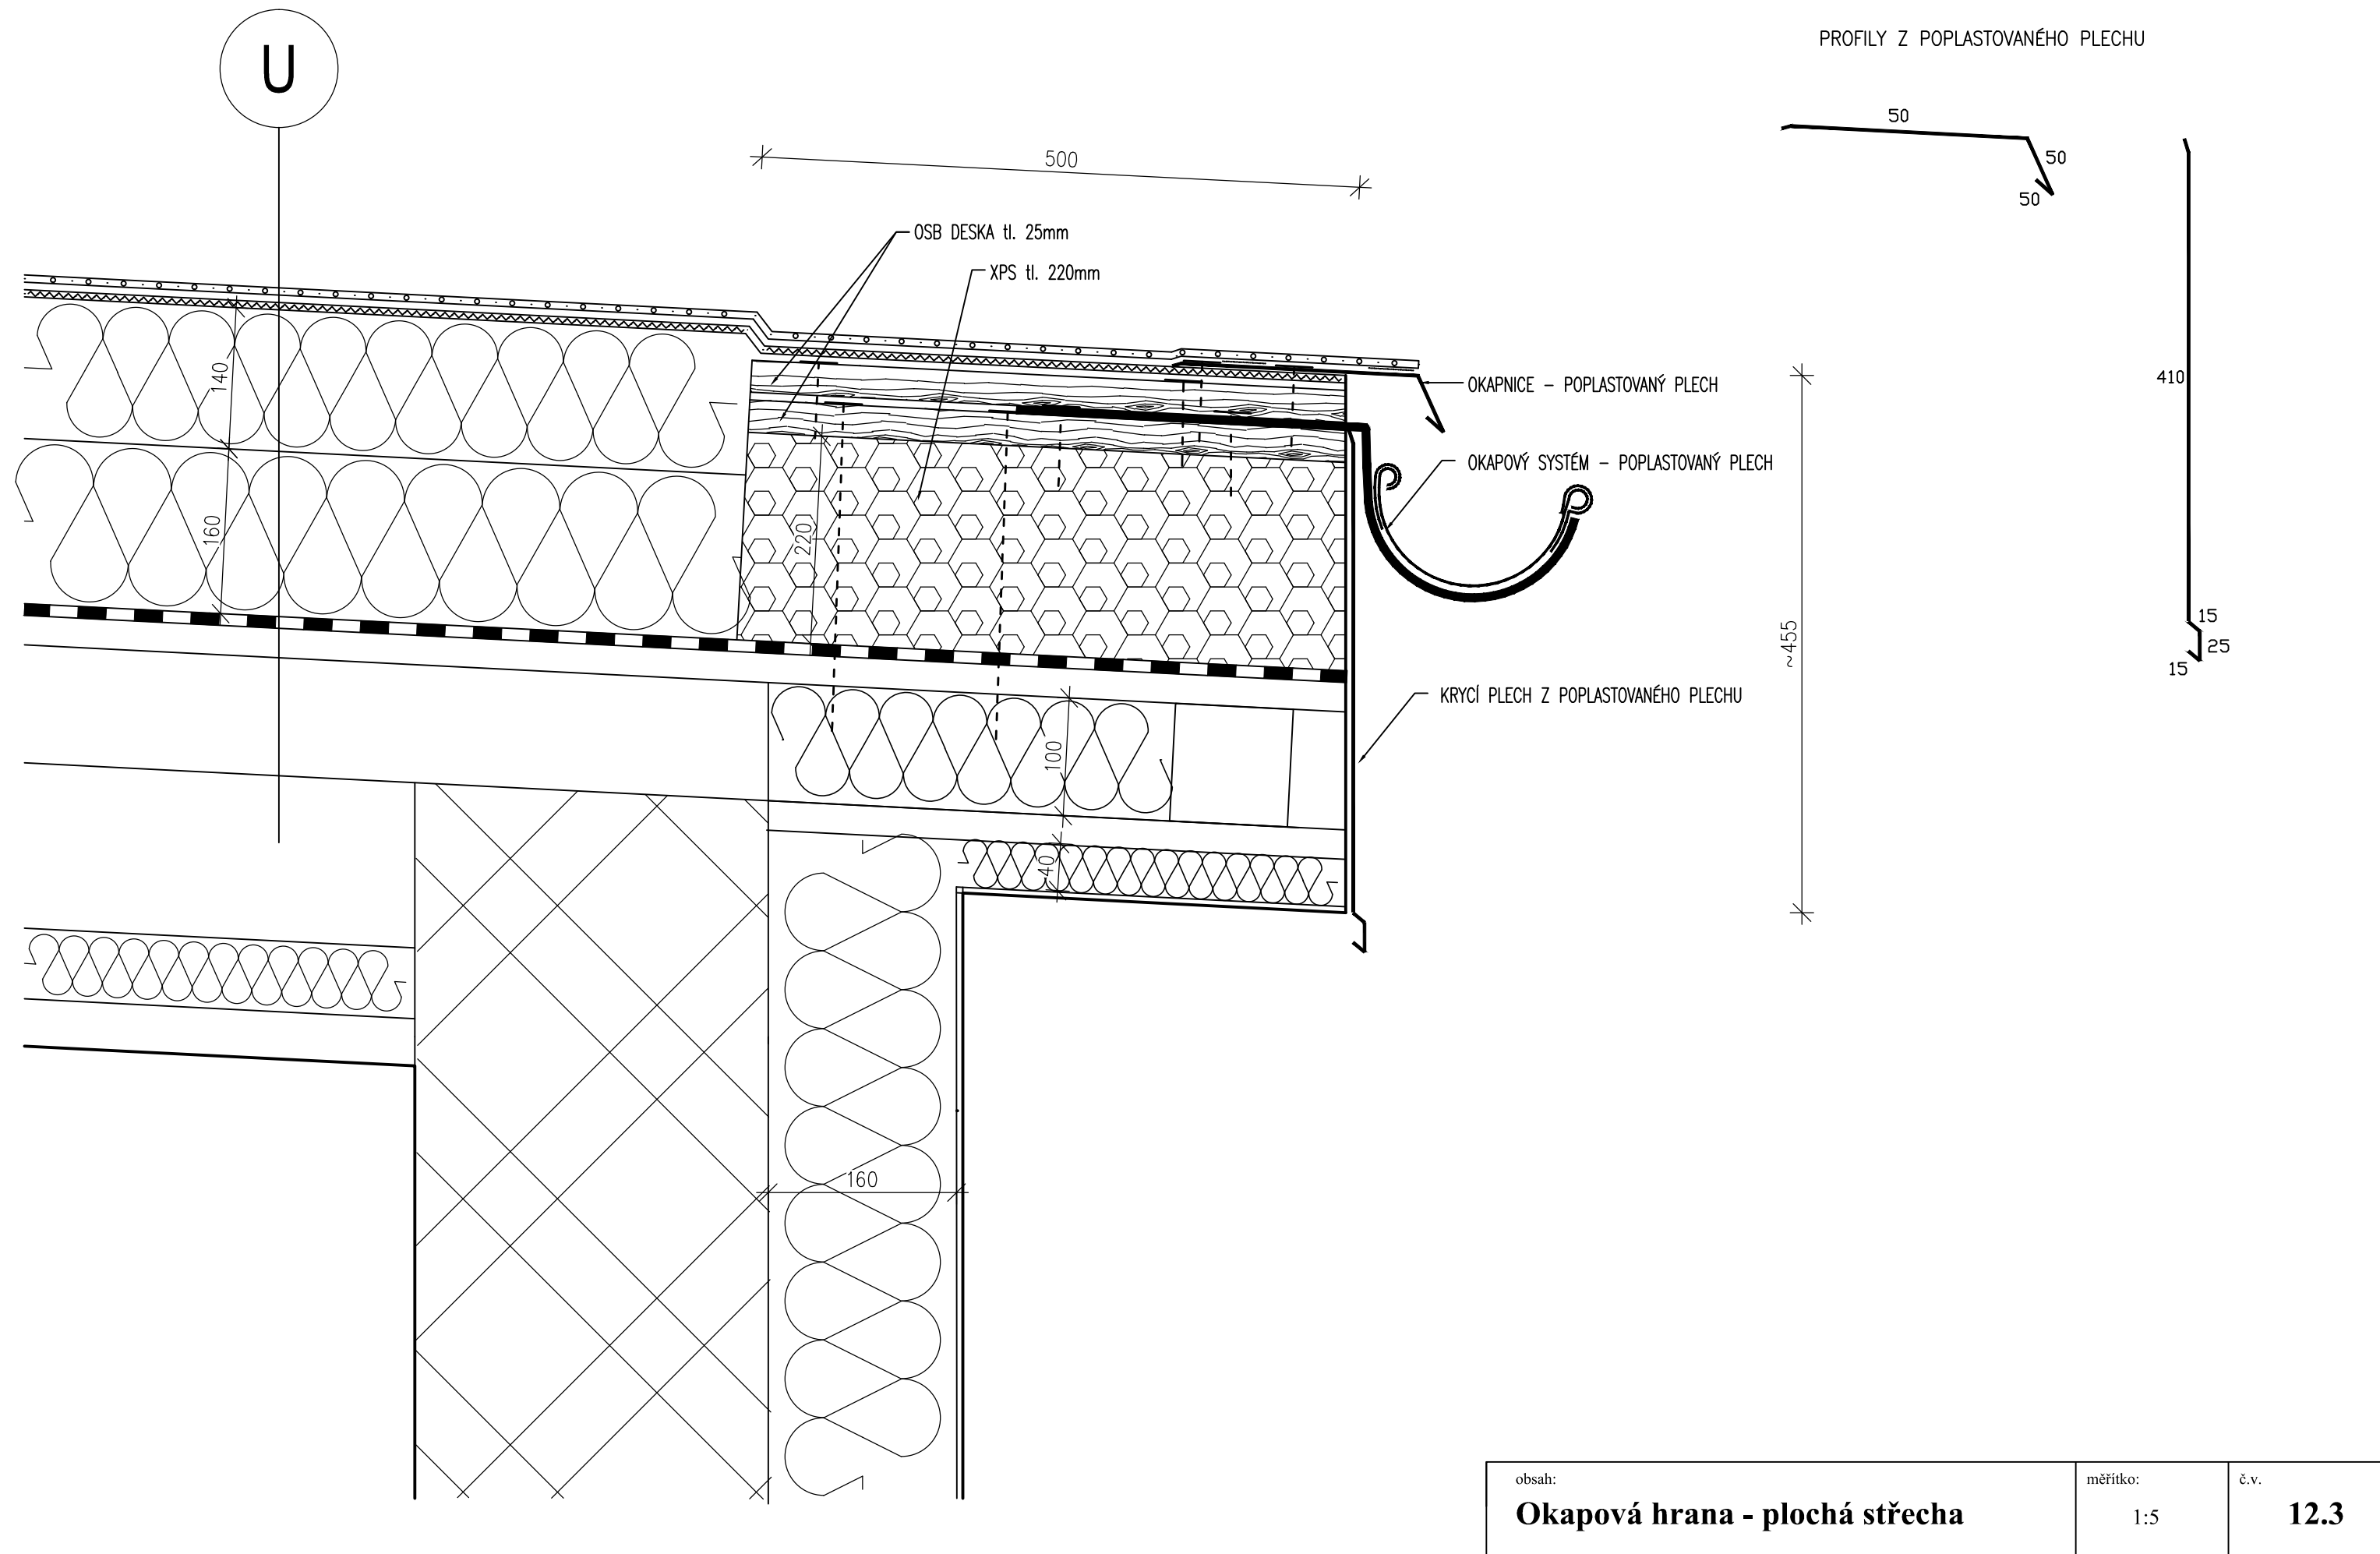 U
PROFILY Z POPLASTOVANÉHO PLECHU
50
50
50
500
OSB DESKA tl. 25mm
XPS tl. 220mm
140
OKAPNICE – POPLASTOVANÝ PLECH
410
OKAPOVÝ SYSTÉM – POPLASTOVANÝ PLECH
160
220
~455
15
25
15
KRYCÍ PLECH Z POPLASTOVANÉHO PLECHU
100
40
160
obsah:
měřítko:
č.v.
Okapová hrana - plochá střecha
1:5
12.3